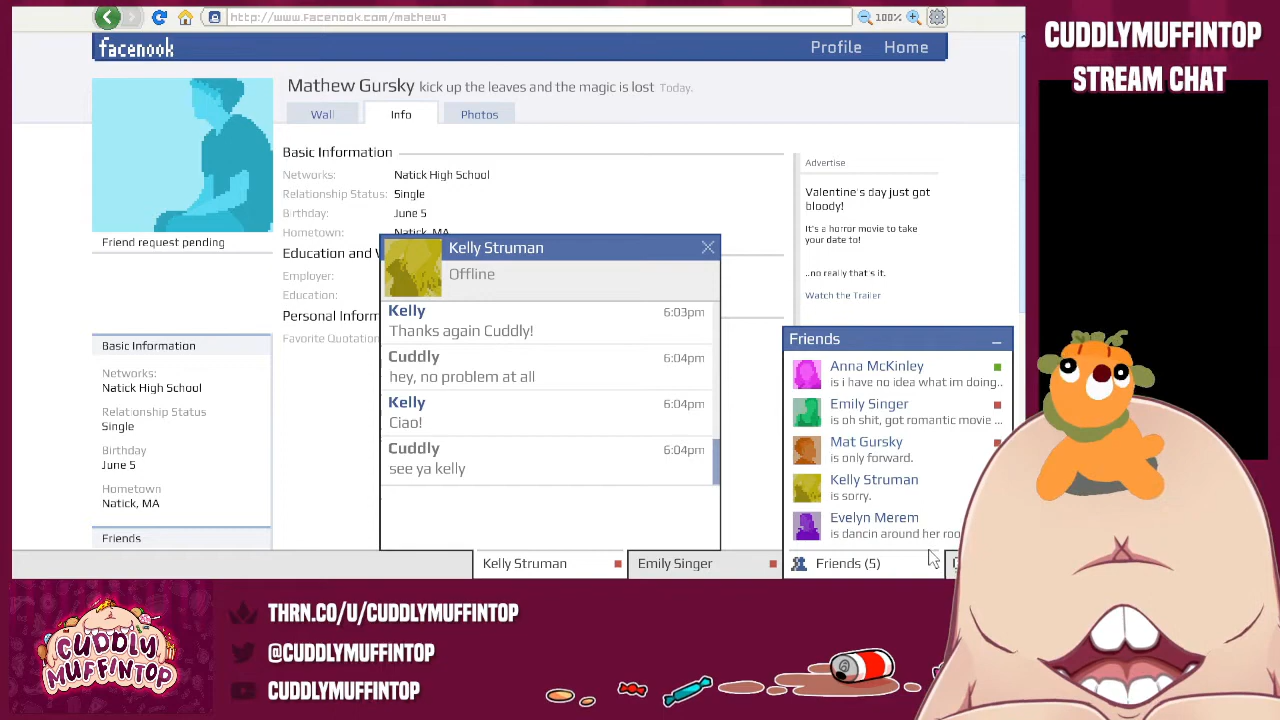 http://www.Facenook.com/mathew1
100%
facenook
Profile
Home
Mathew Gursky kick up the leaves and the magic is lost Today.
Wall
Info
Photos
Friend request pending
Basic Information
Networks:
Natick High School
Relationship Status:
Single
Birthday:
June 5
Hometown:
Natick, MA
Education and W
Employer:
Education:
Personal Inform
Favorite Quotation
Basic Information
Networks:
Natick High School
Relationship Status
Single
Birthday
June 5
Hometown
Natick, MA
Friends
Kelly Struman
Offline
Kelly 6:03pm
Thanks again Cuddly!
Cuddly 6:04pm
hey, no problem at all
Kelly 6:04pm
Ciao!
Cuddly 6:04pm
see ya kelly
Advertise
Valentine's day just got
bloody!
It's a horror movie to take
your date to!
..no really that's it.
Watch the Trailer
Friends
Anna McKinley
is i have no idea what im doing..
Emily Singer
is oh shit, got romantic movie ...
Mat Gursky
is only forward.
Kelly Struman
is sorry.
Evelyn Merem
is dancin around her roo
Kelly Struman
Emily Singer
Friends (5)
CUDDLYMUFFINTOP
STREAM CHAT
CUDDLY
MUFFINTOP
THRN.CO/U/CUDDLYMUFFINTOP
@CUDDLYMUFFINTOP
CUDDLYMUFFINTOP